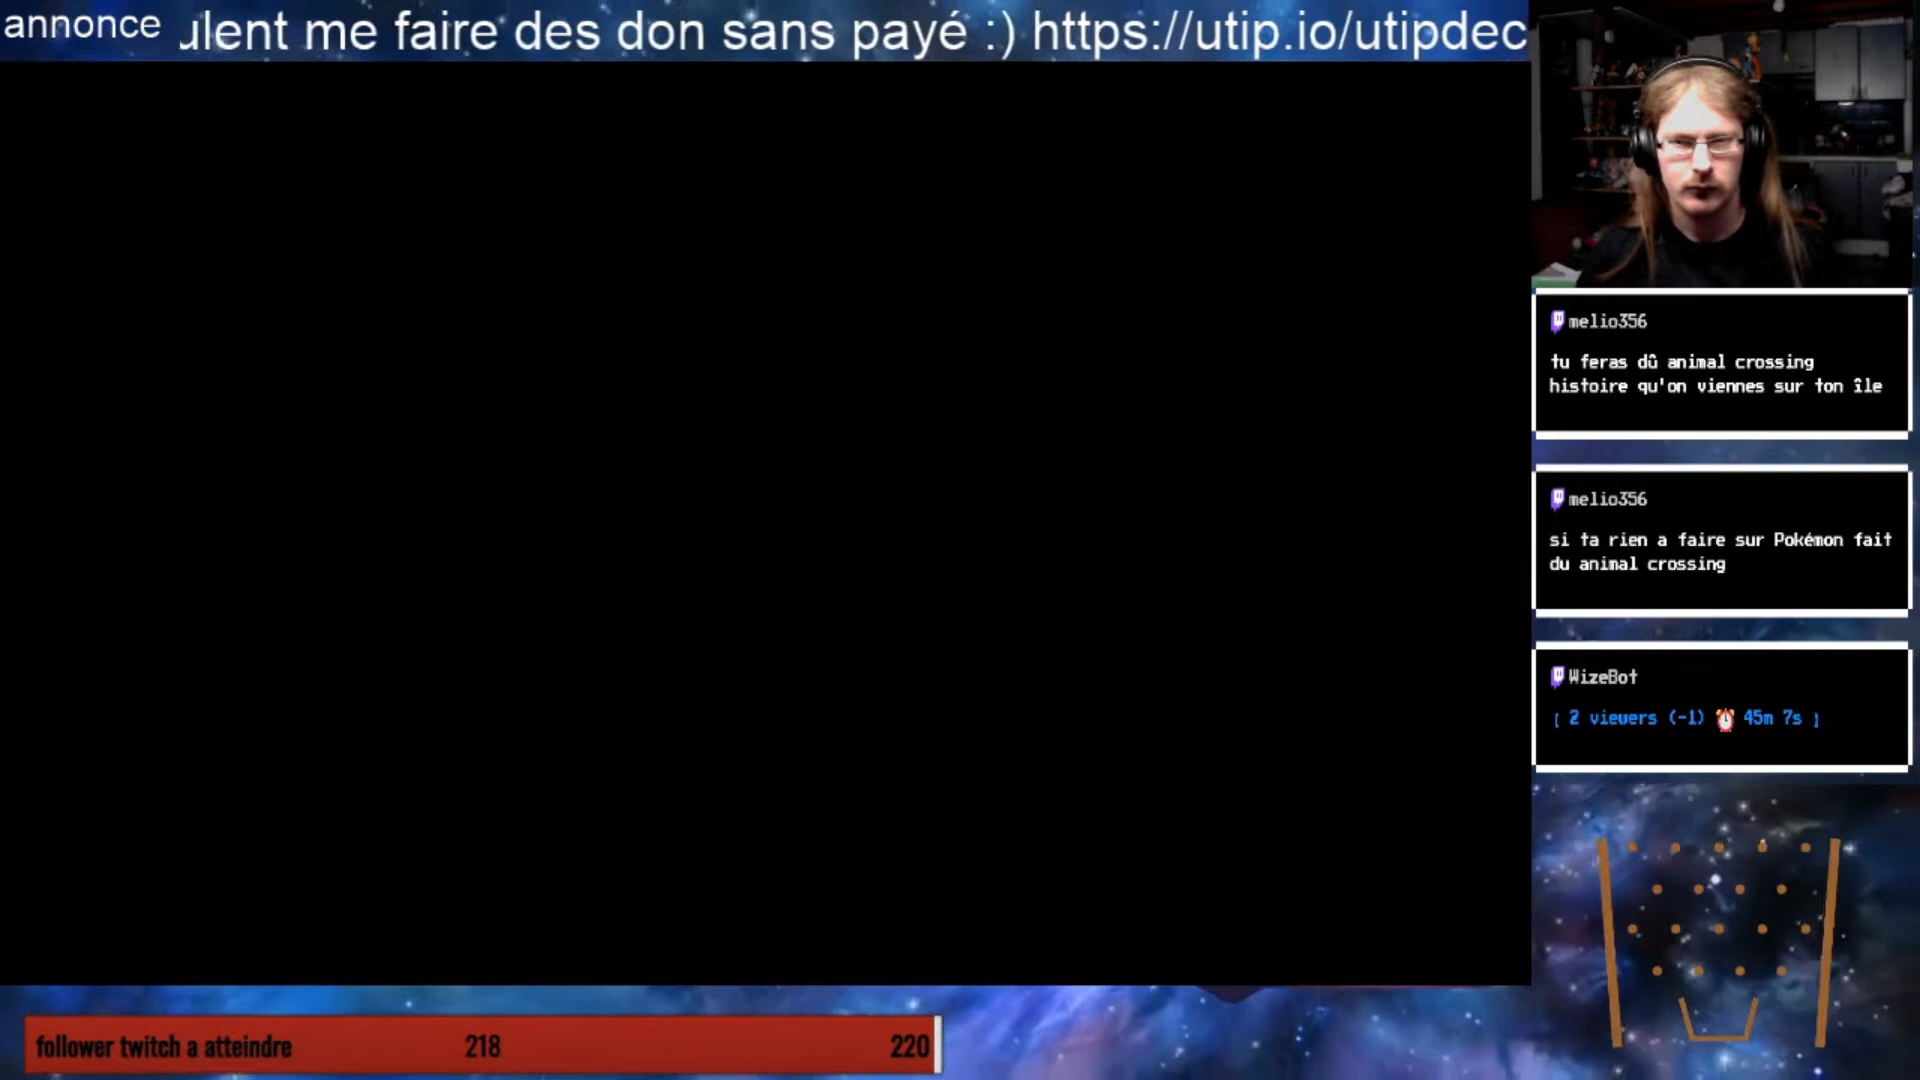 annonce
ulent me faire des don sans payé :) https://utip.io/utipdec
melio356
tu feras dû animal crossing
histoire qu'on viennes sur ton île
melio356
si ta rien a faire sur Pokémon fait
du animal crossing
WizeBot
[ 2 viewers (-1) ⏰ 45m 7s ]
follower twitch a atteindre 218 220